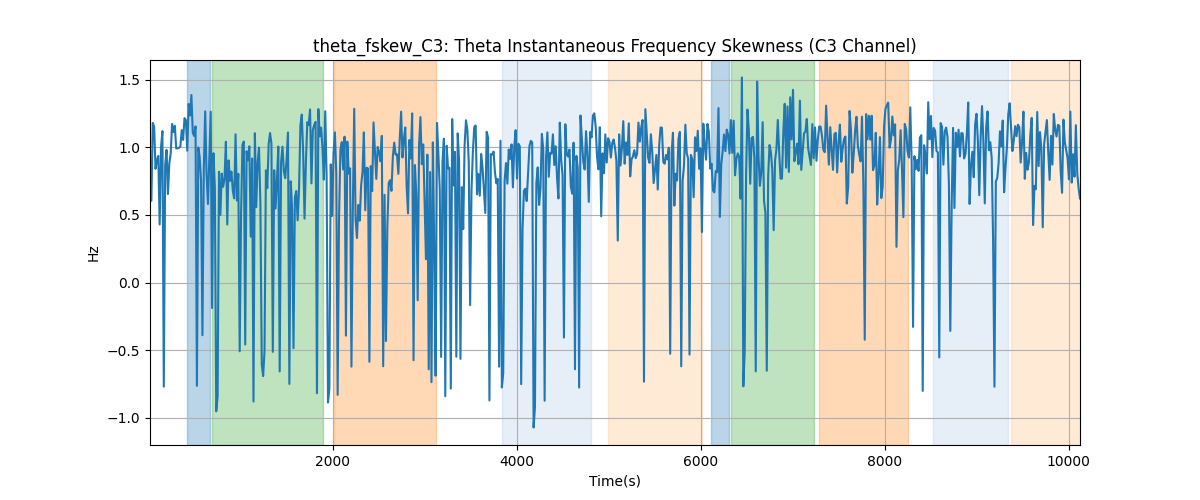 theta_fskew_C3: Theta Instantaneous Frequency Skewness (C3 Channel)
1.5
1.0
0.5
0.0
−0.5
−1.0
Hz
2000 4000 6000 8000 10000
Time(s)